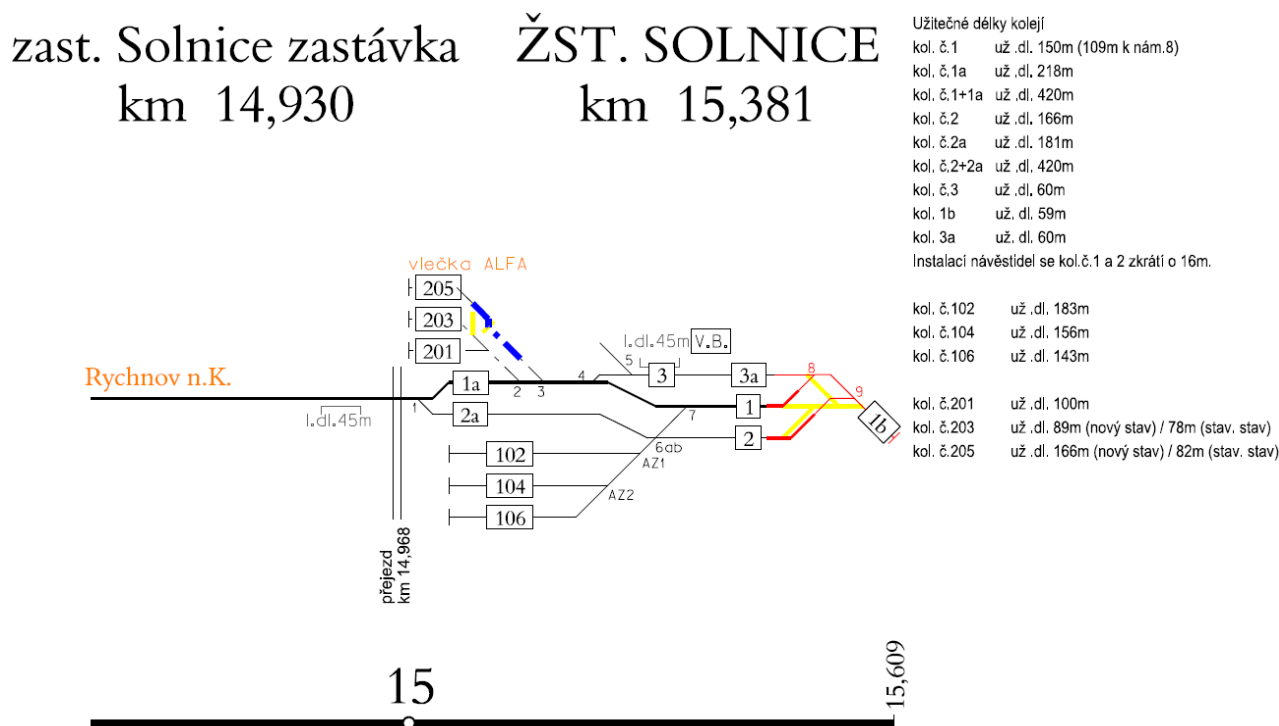 zast. Solnice zastávka
km 14,930
ŽST. SOLNICE
km 15,381
Užitečné délky kolejí
kol. č.1 už .dl. 150m (109m k nám.8)
kol. č.1a už .dl. 218m
kol. č.1+1a už .dl. 420m
kol. č.2 už .dl. 166m
kol. č.2a už .dl. 181m
kol. č.2+2a už .dl. 420m
kol. č.3 už .dl. 60m
kol. 1b už. dl. 59m
kol. 3a už. dl. 60m
Instalací návěstidel se kol.č.1 a 2 zkrátí o 16m.
kol. č.102 už .dl. 183m
kol. č.104 už .dl. 156m
kol. č.106 už .dl. 143m
kol. č.201 už .dl. 100m
kol. č.203 už .dl. 89m (nový stav) / 78m (stav. stav)
kol. č.205 už .dl. 166m (nový stav) / 82m (stav. stav)
vlečka ALFA
205
203
201
l.dl.45m V.B.
Rychnov n.K.
1a
2
3
4
5
3
3a
8
9
1b
l.dl.45m
1
2a
7
1
2
6ab
102
AZ1
104
AZ2
106
přejezd
km 14,968
15
15,609